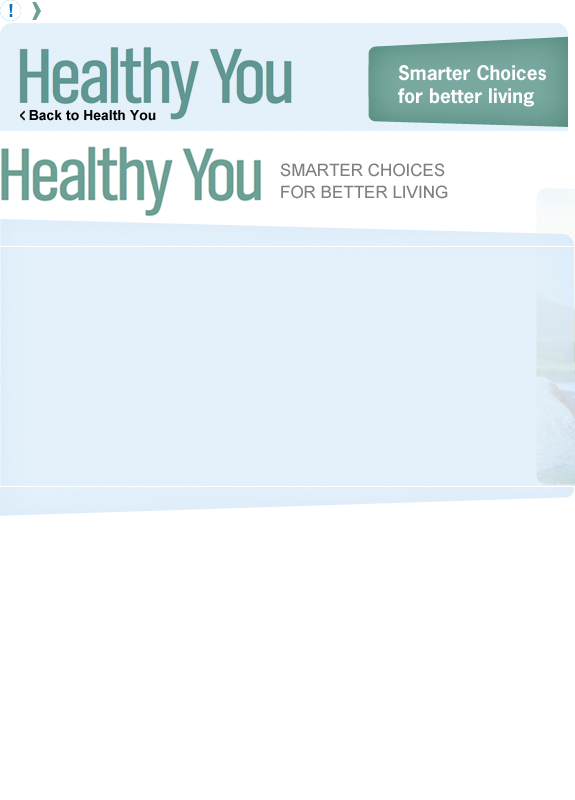 !
Healthy You
Smarter Choices
for better living
Back to Health You
Healthy You
SMARTER CHOICES
FOR BETTER LIVING